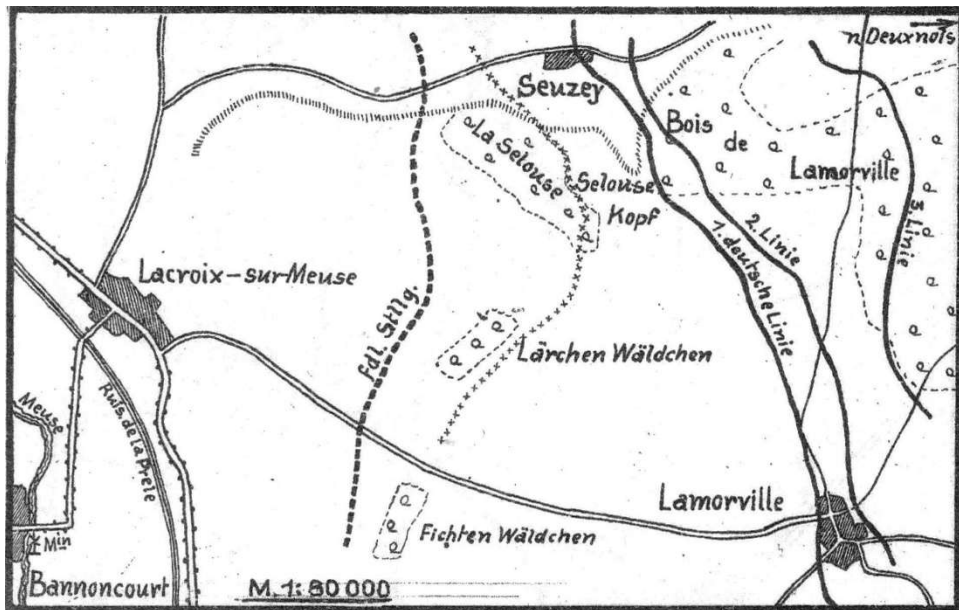 n. Deuxnots
Seuzey
Bois
de
Lamorville
La Selouse
Selouse
Kopf
2. Linie
1. deutsche Linie
3. Linie
Lacroix-sur-Meuse
Fdl. Stllg.
Lärchen Wäldchen
Meuse
Ruis. de la Prele
Lamorville
Fichten Wäldchen
Min
Bannoncourt
M. 1:80 000